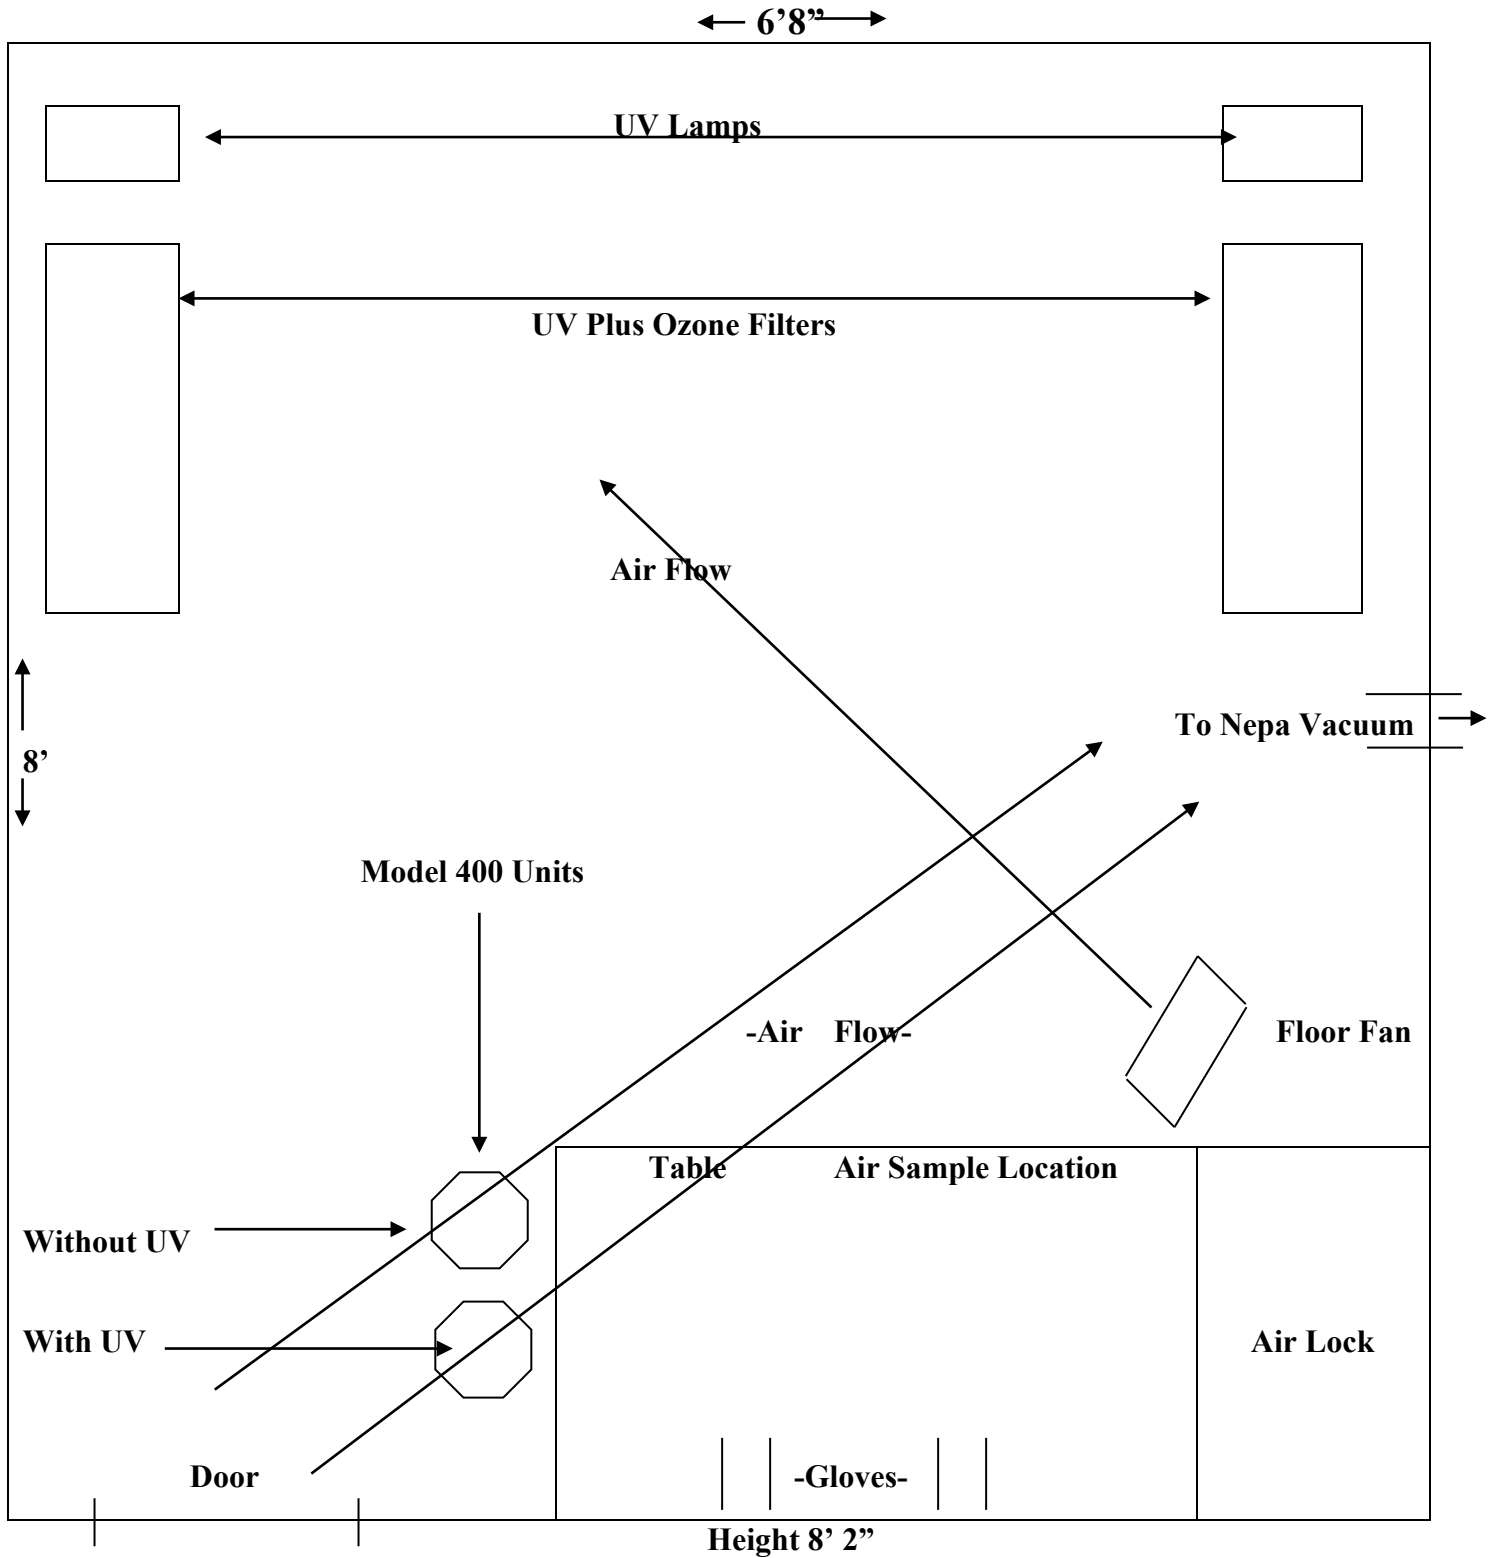 6’8”
UV Lamps
UV Plus Ozone Filters
Air Flow
To Nepa Vacuum
8’
Model 400 Units
-Air Flow-
Floor Fan
Table
Air Sample Location
Without UV
With UV
Air Lock
Door
-Gloves-
Height 8’ 2”